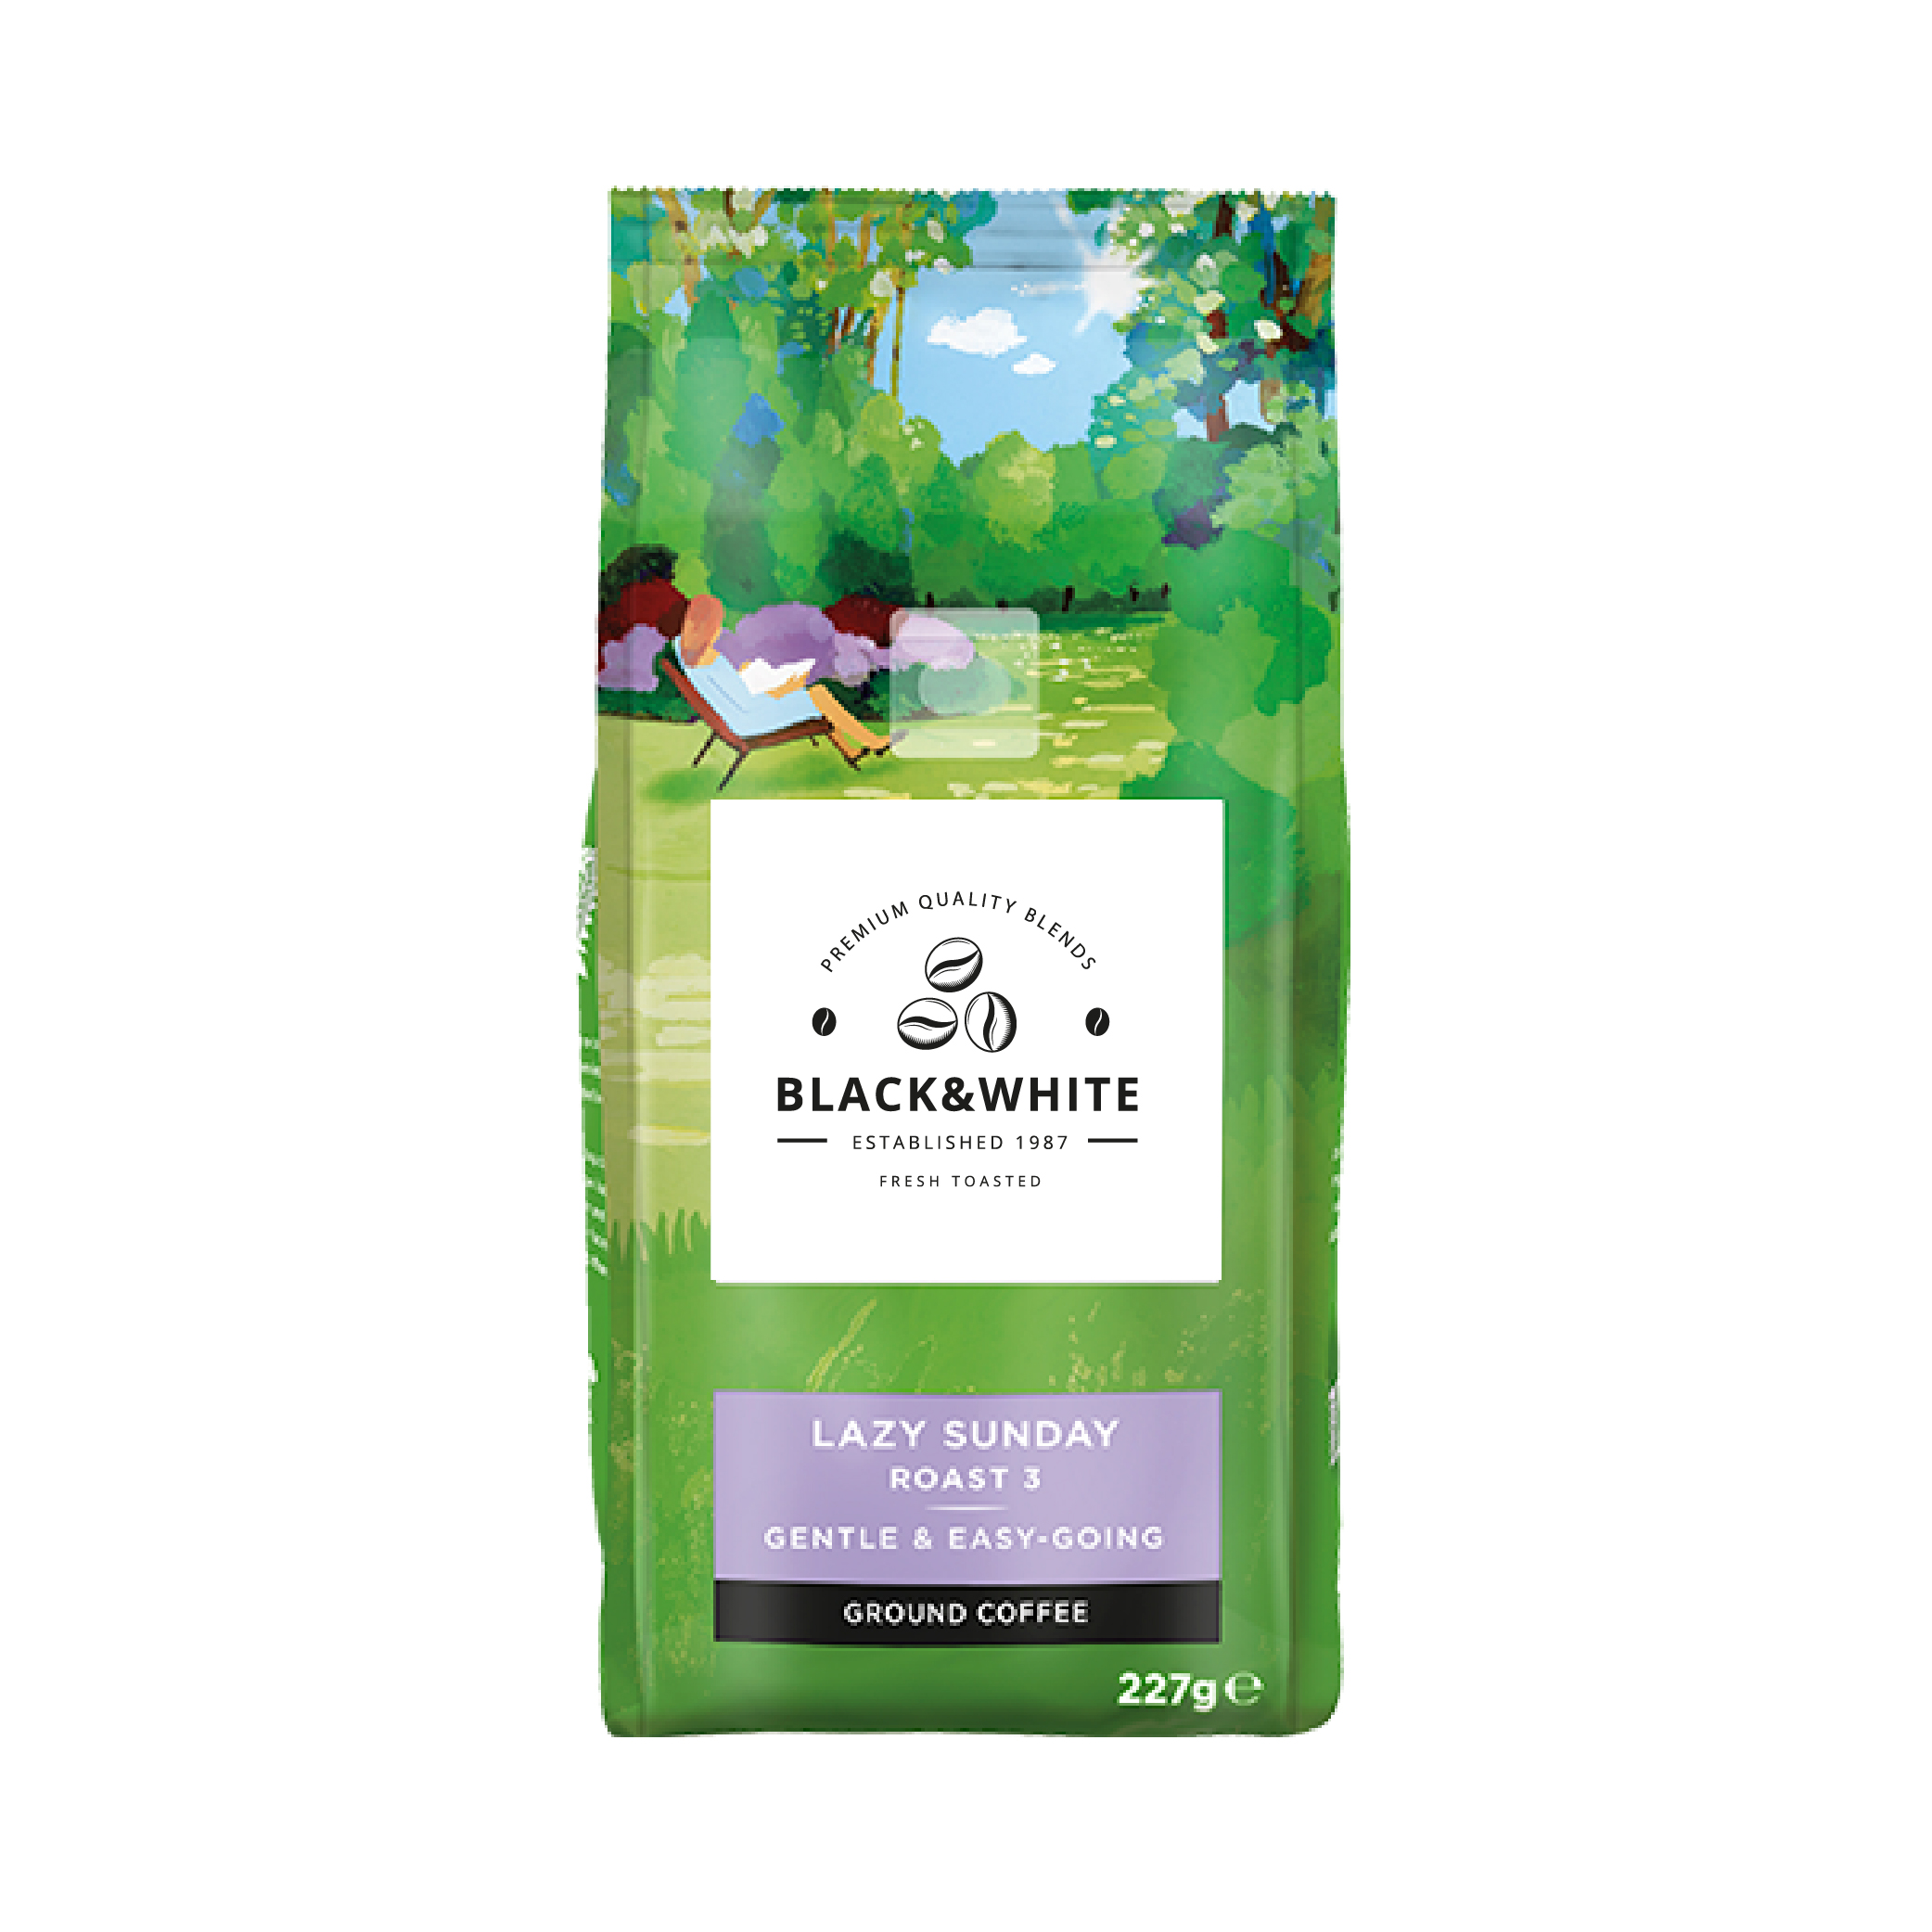 PREMIUM QUALITY BLENDS
BLACK&WHITE
ESTABLISHED 1987
FRESH TOASTED
LAZY SUNDAY
ROAST 3
GENTLE & EASY-GOING
GROUND COFFEE
227g ℮